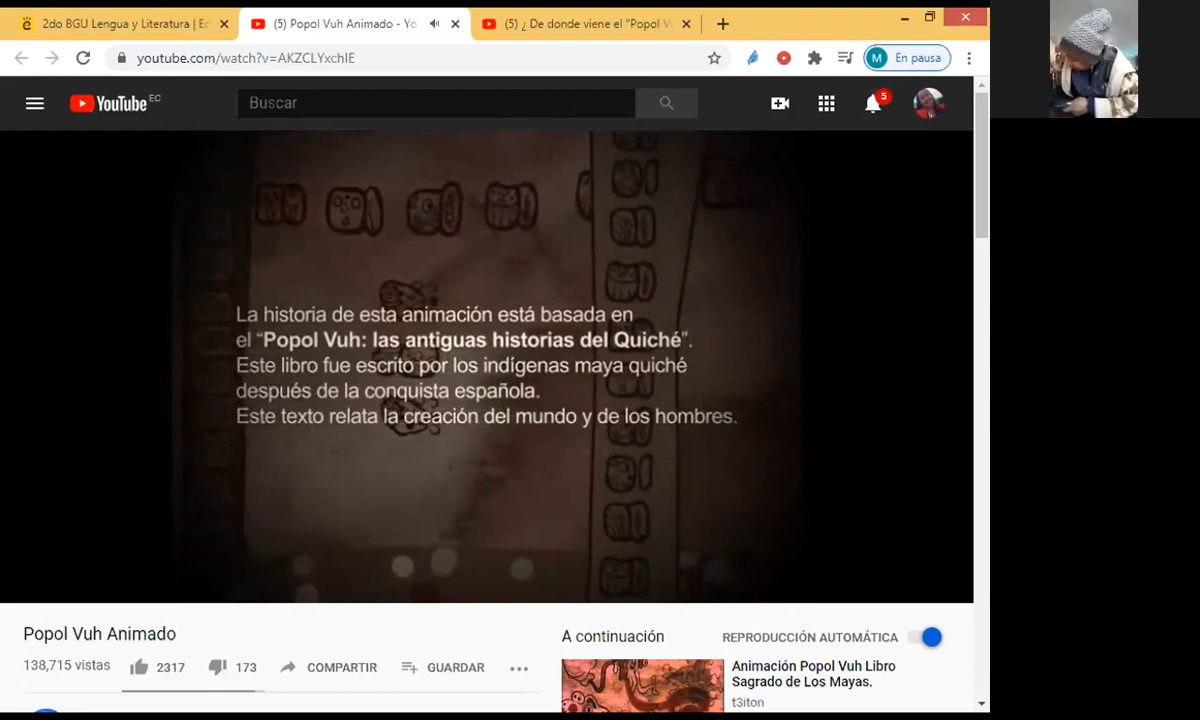 2do BGU Lengua y Literatura | Ec
(5) Popol Vuh Animado - Yo
(5) ¿ De donde viene el "Popol V
youtube.com/watch?v=AKZCLYxchIE
M
En pausa
YouTube EC
Buscar
5
La historia de esta animación está basada en
el “Popol Vuh: las antiguas historias del Quiché”.
Este libro fue escrito por los indígenas maya quiché
después de la conquista española.
Este texto relata la creación del mundo y de los hombres.
Popol Vuh Animado
138,715 vistas
2317
173
COMPARTIR
GUARDAR
A continuación
REPRODUCCIÓN AUTOMÁTICA
Animación Popol Vuh Libro
Sagrado de Los Mayas.
t3iton